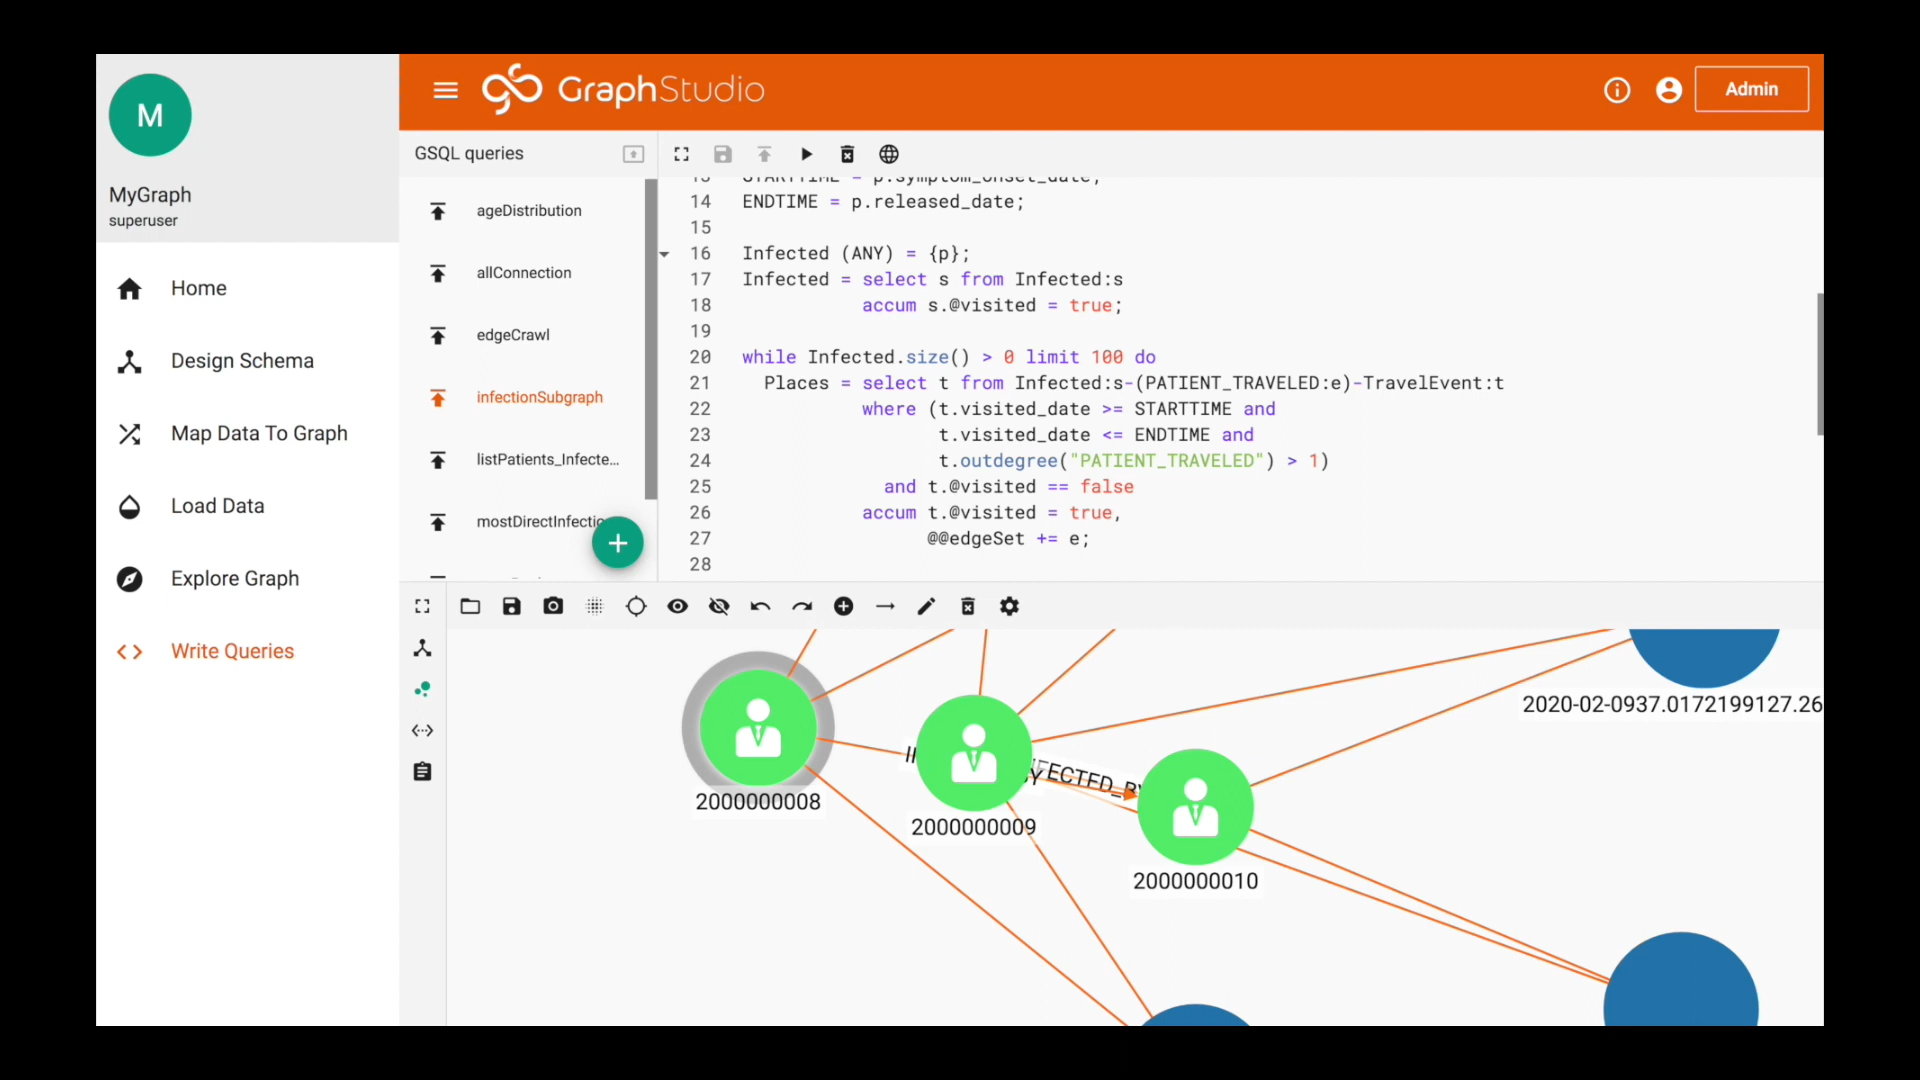 M
MyGraph
superuser
Home
Design Schema
Map Data To Graph
Load Data
Explore Graph
Write Queries
GraphStudio
Admin
GSQL queries
ageDistribution
allConnection
edgeCrawl
infectionSubgraph
listPatients_Infecte...
mostDirectInfectio
13 STARTTIME = p.symptom_onset_date;
14 ENDTIME = p.released_date;
15
16 Infected (ANY) = {p};
17 Infected = select s from Infected:s
18 accum s.@visited = true;
19
20 while Infected.size() > 0 limit 100 do
21 Places = select t from Infected:s-(PATIENT_TRAVELED:e)-TravelEvent:t
22 where (t.visited_date >= STARTTIME and
23 t.visited_date <= ENDTIME and
24 t.outdegree("PATIENT_TRAVELED") > 1)
25 and t.@visited == false
26 accum t.@visited = true,
27 @@edgeSet += e;
28
2020-02-0937.0172199127.26
2000000008
2000000009
2000000010